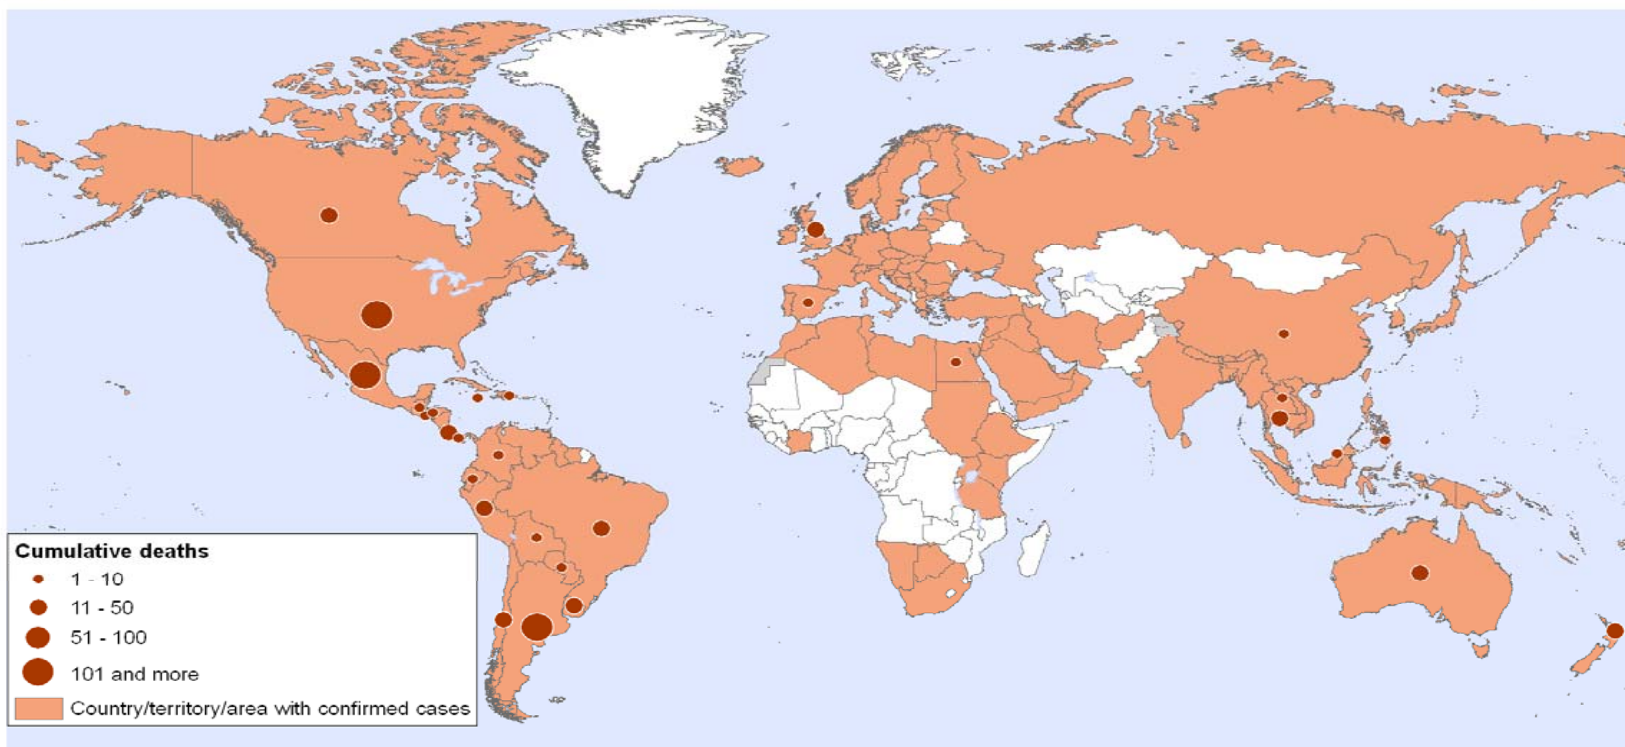 Cumulative deaths
1 - 10
11 - 50
51 - 100
101 and more
Country/territory/area with confirmed cases